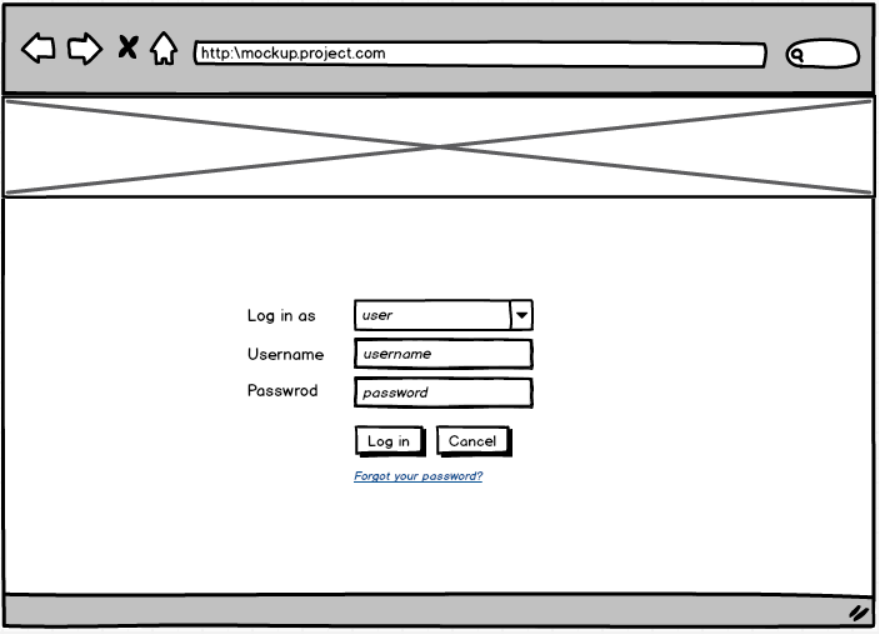 http:\mockup.project.com
Log in as user
Username username
Passwrod password
Log in Cancel
Forgot your password?